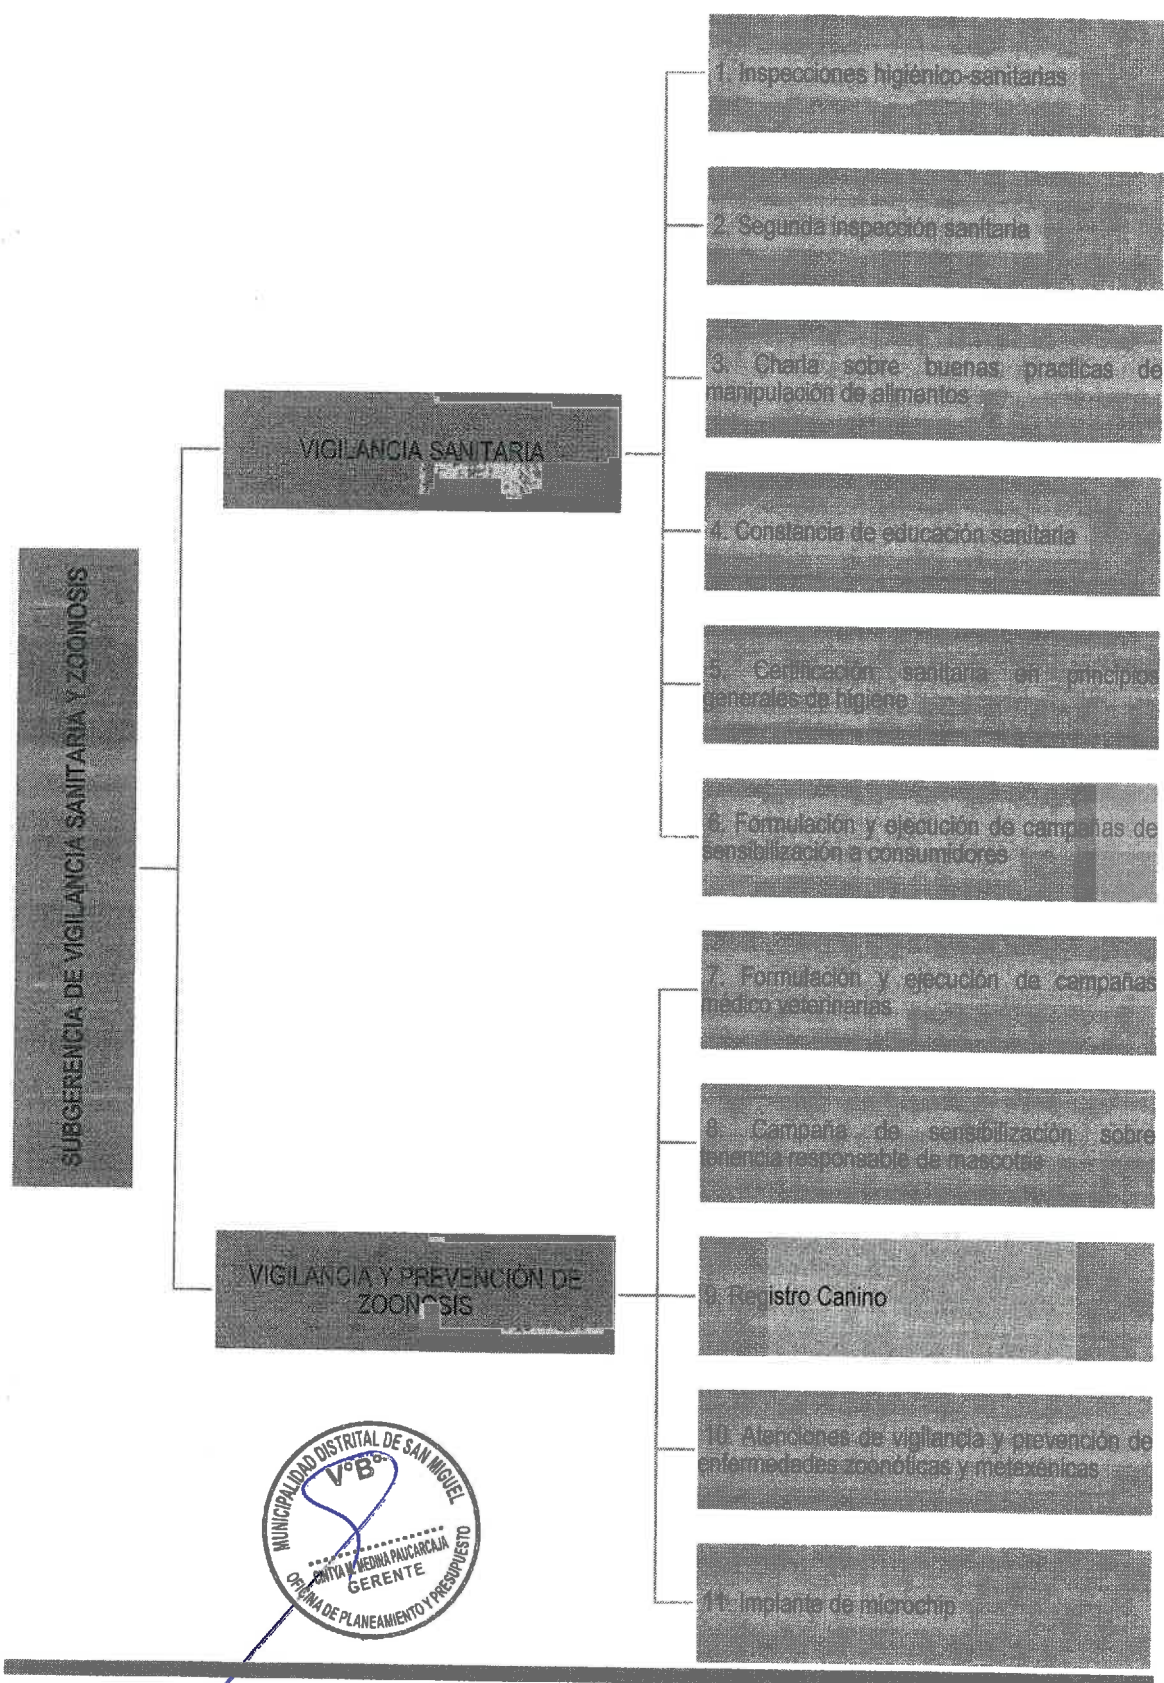 SUBGERENCIA DE VIGILANCIA SANITARIA Y ZOONOSIS
VIGILANCIA SANITARIA
1. Inspecciones higiénico-sanitarias
2. Segunda inspección sanitaria
3. Charla sobre buenas practicas de
manipulación de alimentos
4. Constancia de educación sanitaria
5. Certificación sanitaria en principios
generales de higiene
6. Formulación y ejecución de campañas de
sensibilización a consumidores
VIGILANCIA Y PREVENCIÓN DE
ZOONOSIS
7. Formulación y ejecución de campañas
médico veterinarias
8. Campaña de sensibilización sobre
tenencia responsable de mascotas
9. Registro Canino
10. Atenciones de vigilancia y prevención de
enfermedades zoonóticas y metaxénicas
11. Implante de microchip
MUNICIPALIDAD DISTRITAL DE SAN MIGUEL
V°B°
CINTYA M. MEDINA PAUCARCAJA
GERENTE
OFICINA DE PLANEAMIENTO Y PRESUPUESTO